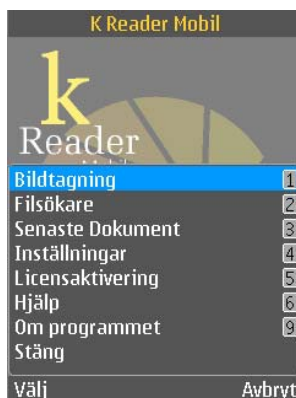 K Reader Mobil
k
Reader
Mobil
Bildtagning 1
Filsökare 2
Senaste Dokument 3
Inställningar 4
Licensaktivering 5
Hjälp 6
Om programmet 9
Stäng
Välj Avbryt